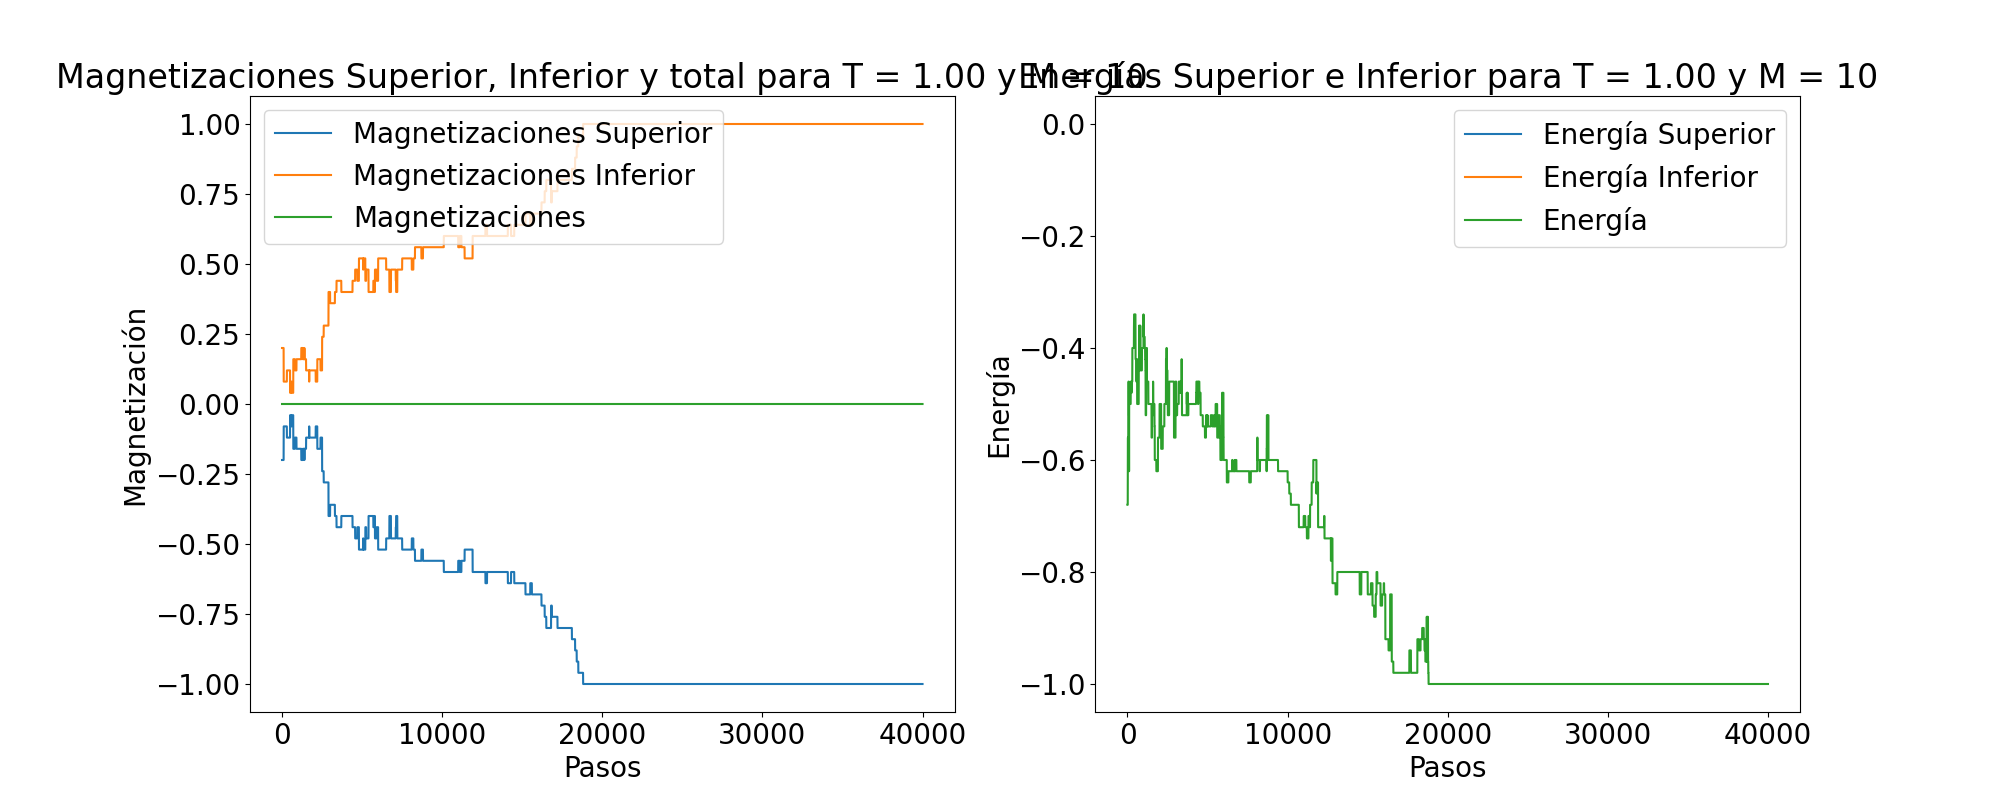 Magnetizaciones Superior, Inferior y total para T = 1.00 y M = 10
Energías Superior e Inferior para T = 1.00 y M = 10
Magnetizaciones Superior
Magnetizaciones Inferior
Magnetizaciones
1.00
0.75
0.50
0.25
0.00
−0.25
−0.50
−0.75
−1.00
Magnetización
0
10000
20000
30000
40000
Pasos
Energía Superior
Energía Inferior
Energía
0.0
−0.2
−0.4
−0.6
−0.8
−1.0
Energía
0
10000
20000
30000
40000
Pasos